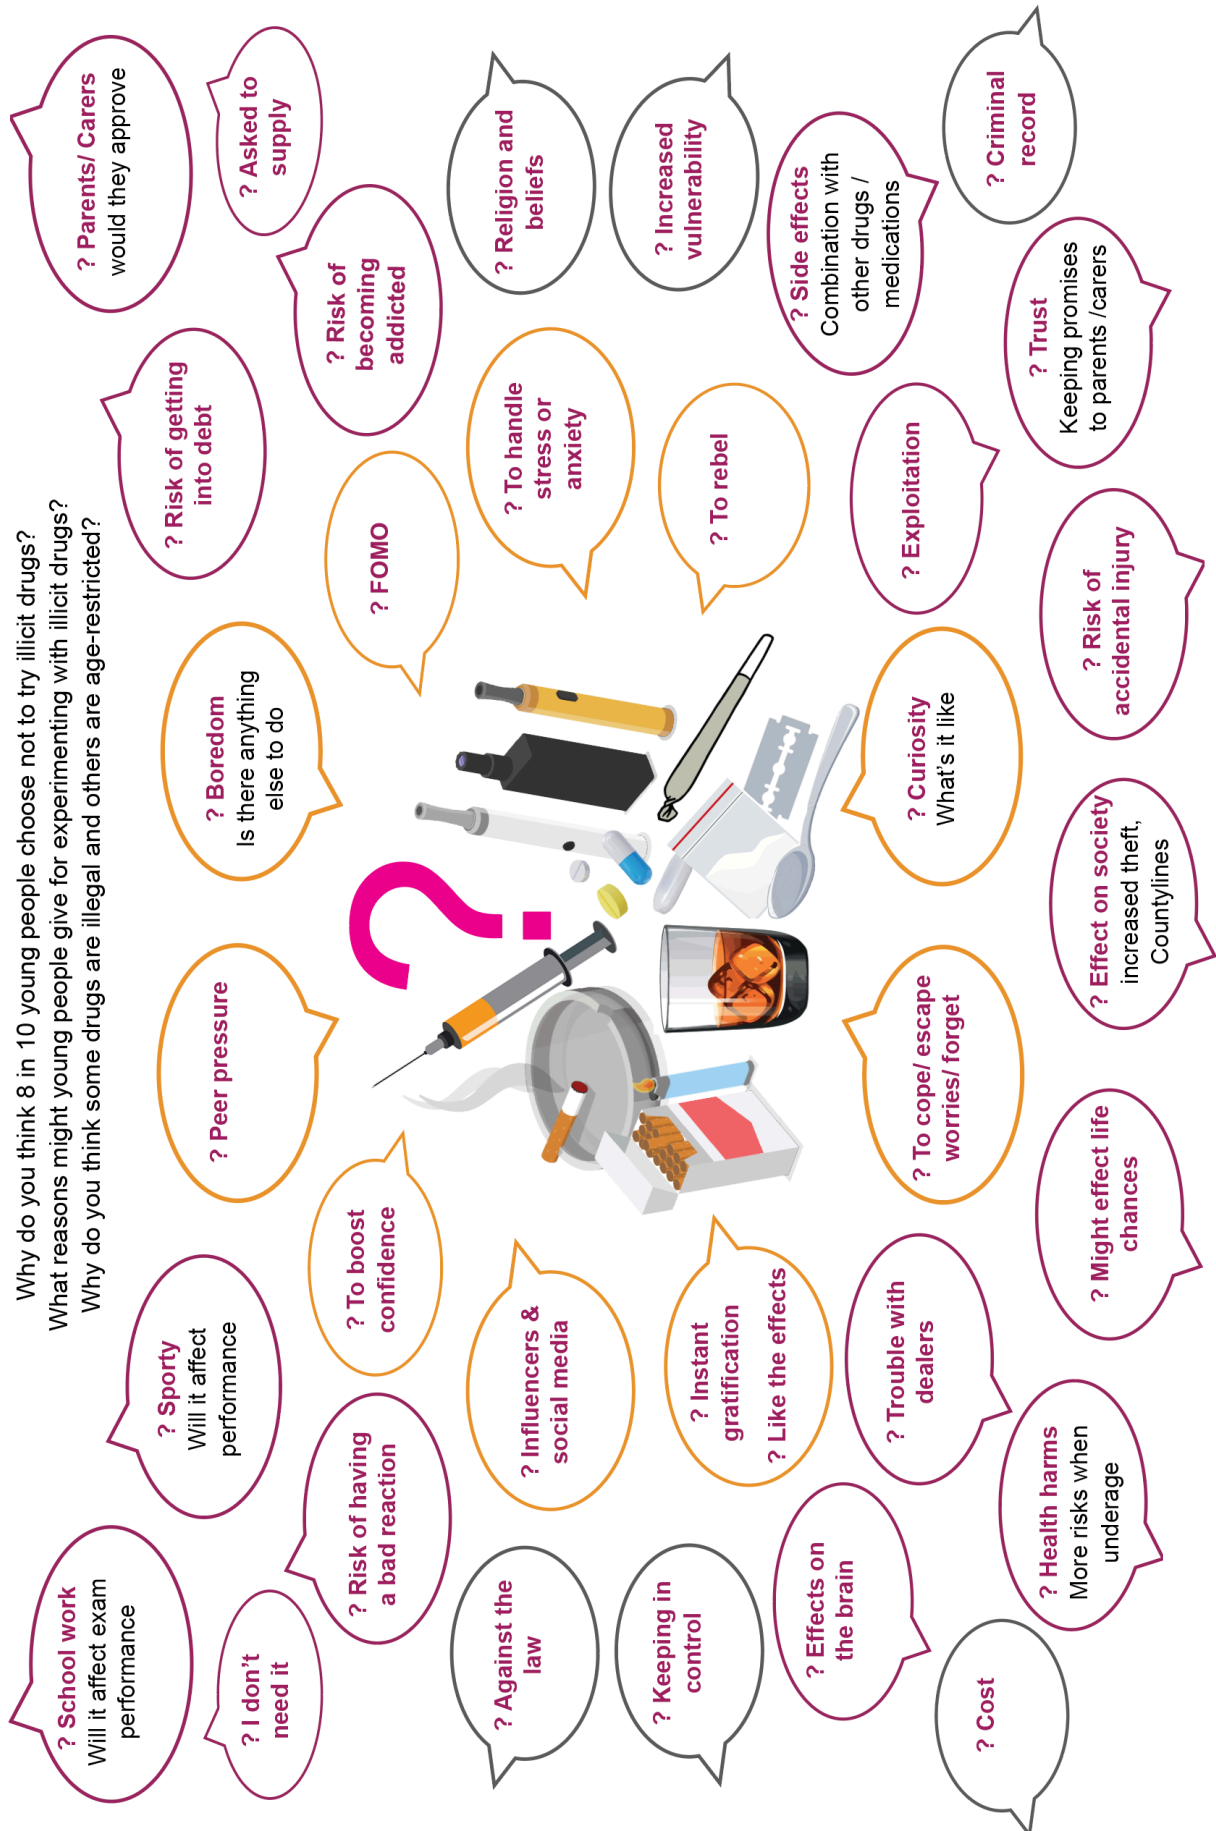 Why do you think 8 in 10 young people choose not to try illicit drugs?
What reasons might young people give for experimenting with illicit drugs?
Why do you think some drugs are illegal and others are age-restricted?
? School work
Will it affect exam
performance
? Sporty
Will it affect
performance
? Peer pressure
? Boredom
Is there anything
else to do
? Risk of getting
into debt
? Parents/ Carers
would they approve
? I don't
need it
? Risk of having
a bad reaction
? To boost
confidence
?
? FOMO
? Risk of
becoming
addicted
? Asked to
supply
? Against the
law
? Influencers &
social media
? To handle
stress or
anxiety
? Religion and
beliefs
? Keeping in
control
? Instant
gratification
? Like the effects
? To rebel
? Increased
vulnerability
? Effects on
the brain
? Trouble with
dealers
? To cope/ escape
worries/ forget
? Curiosity
What's it like
? Exploitation
? Side effects
Combination with
other drugs /
medications
? Cost
? Health harms
More risks when
underage
? Might effect life
chances
? Effect on society
increased theft,
Countylines
? Risk of
accidental injury
? Trust
Keeping promises
to parents /carers
? Criminal
record